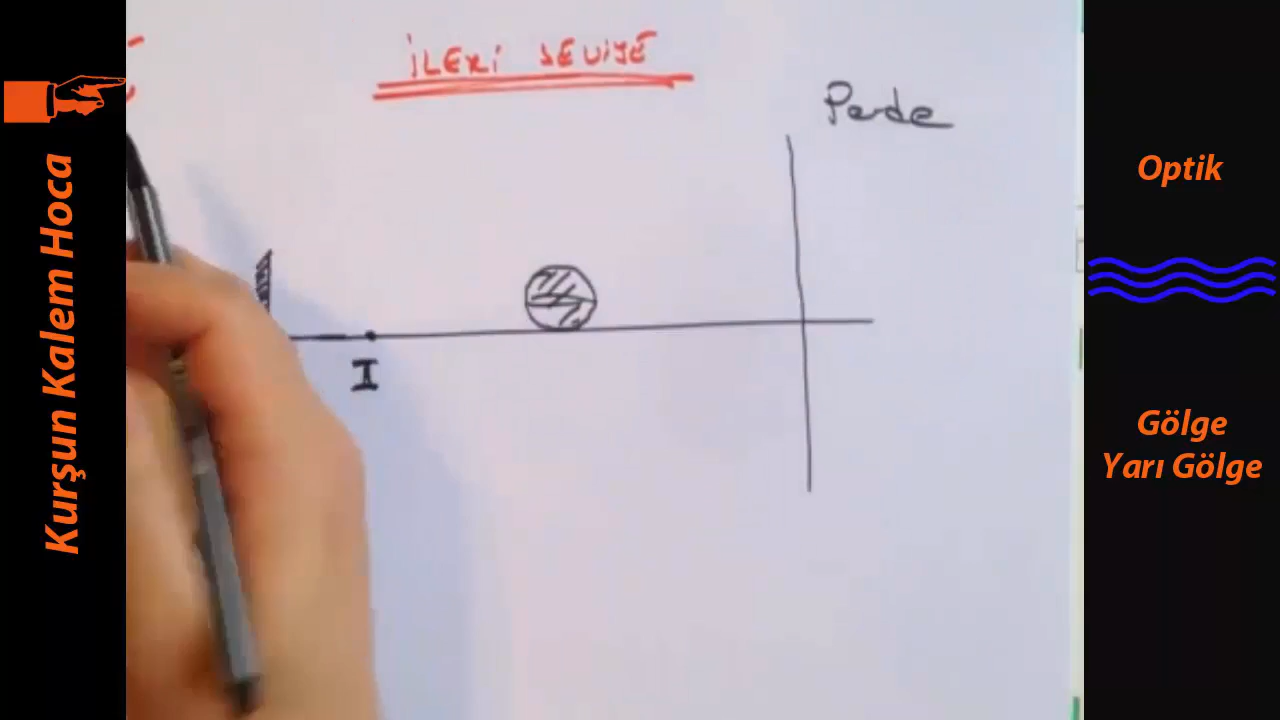 Kurşun Kalem Hoca
İLERİ SEVİYE
Perde
I
Optik
Gölge
Yarı Gölge